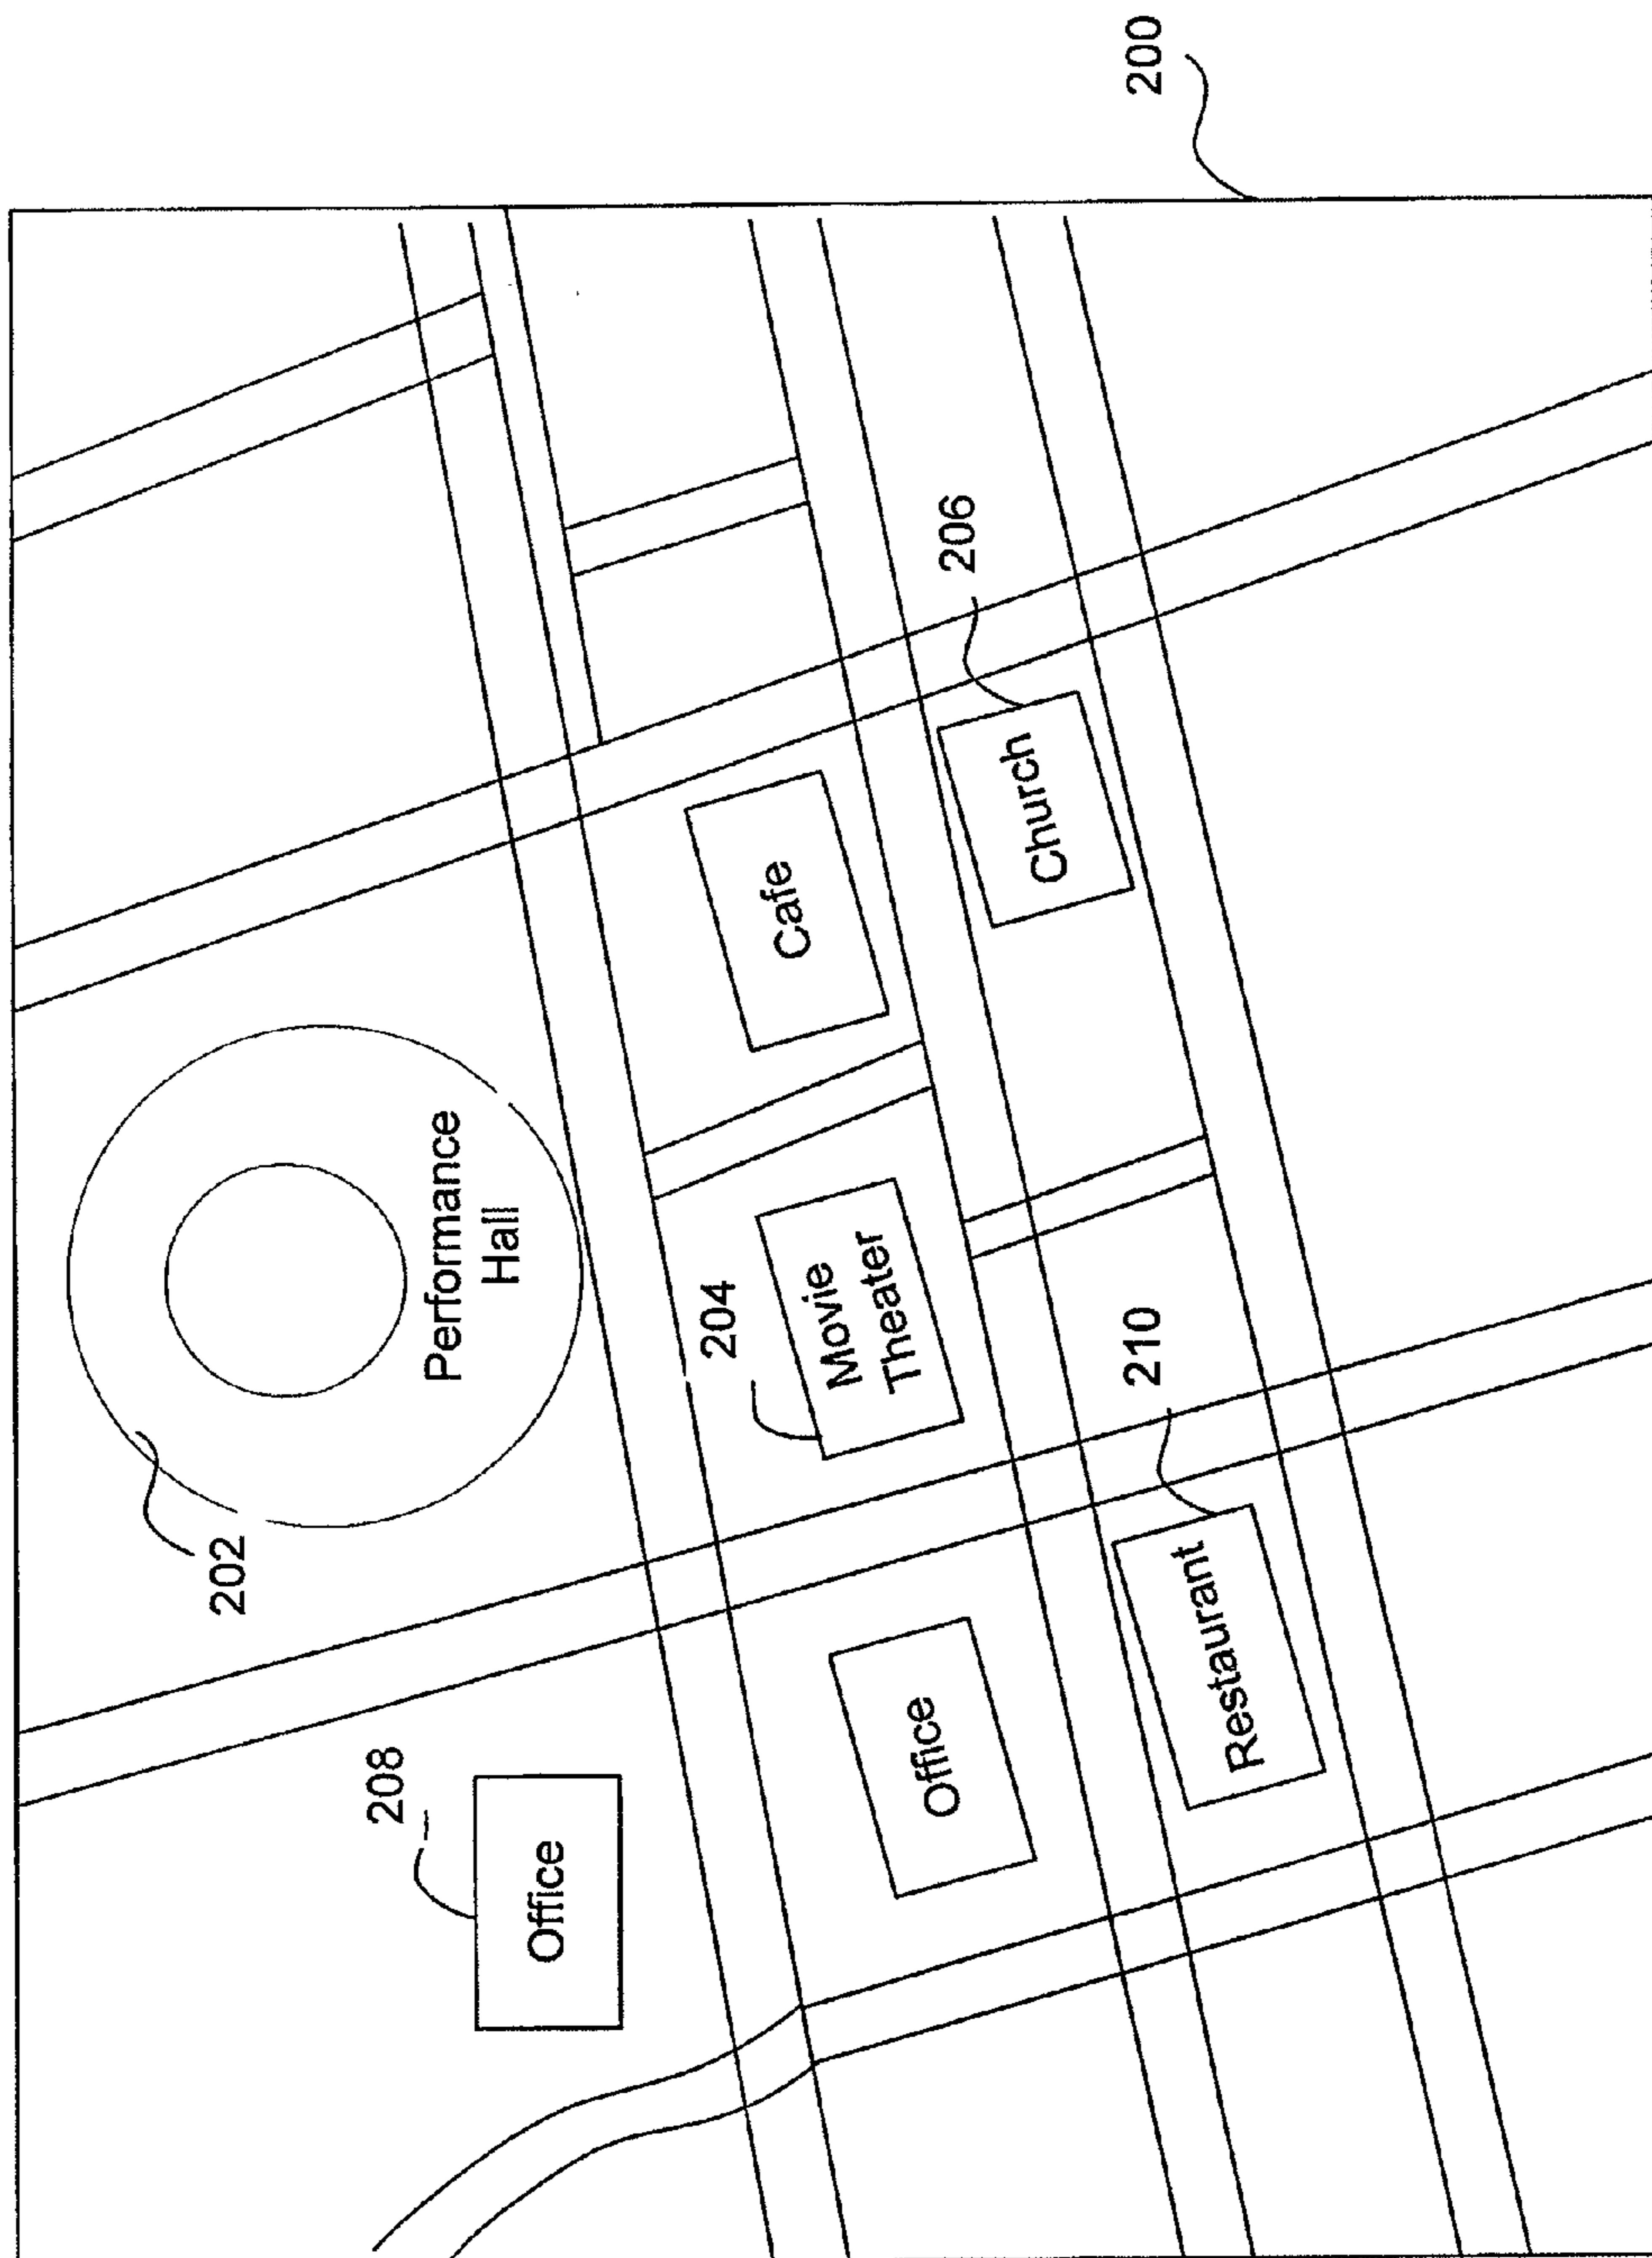 202
208
Performance
Hall
Office
204
Cafe
Movie
Theater
Office
206
Church
210
200
Restaurant